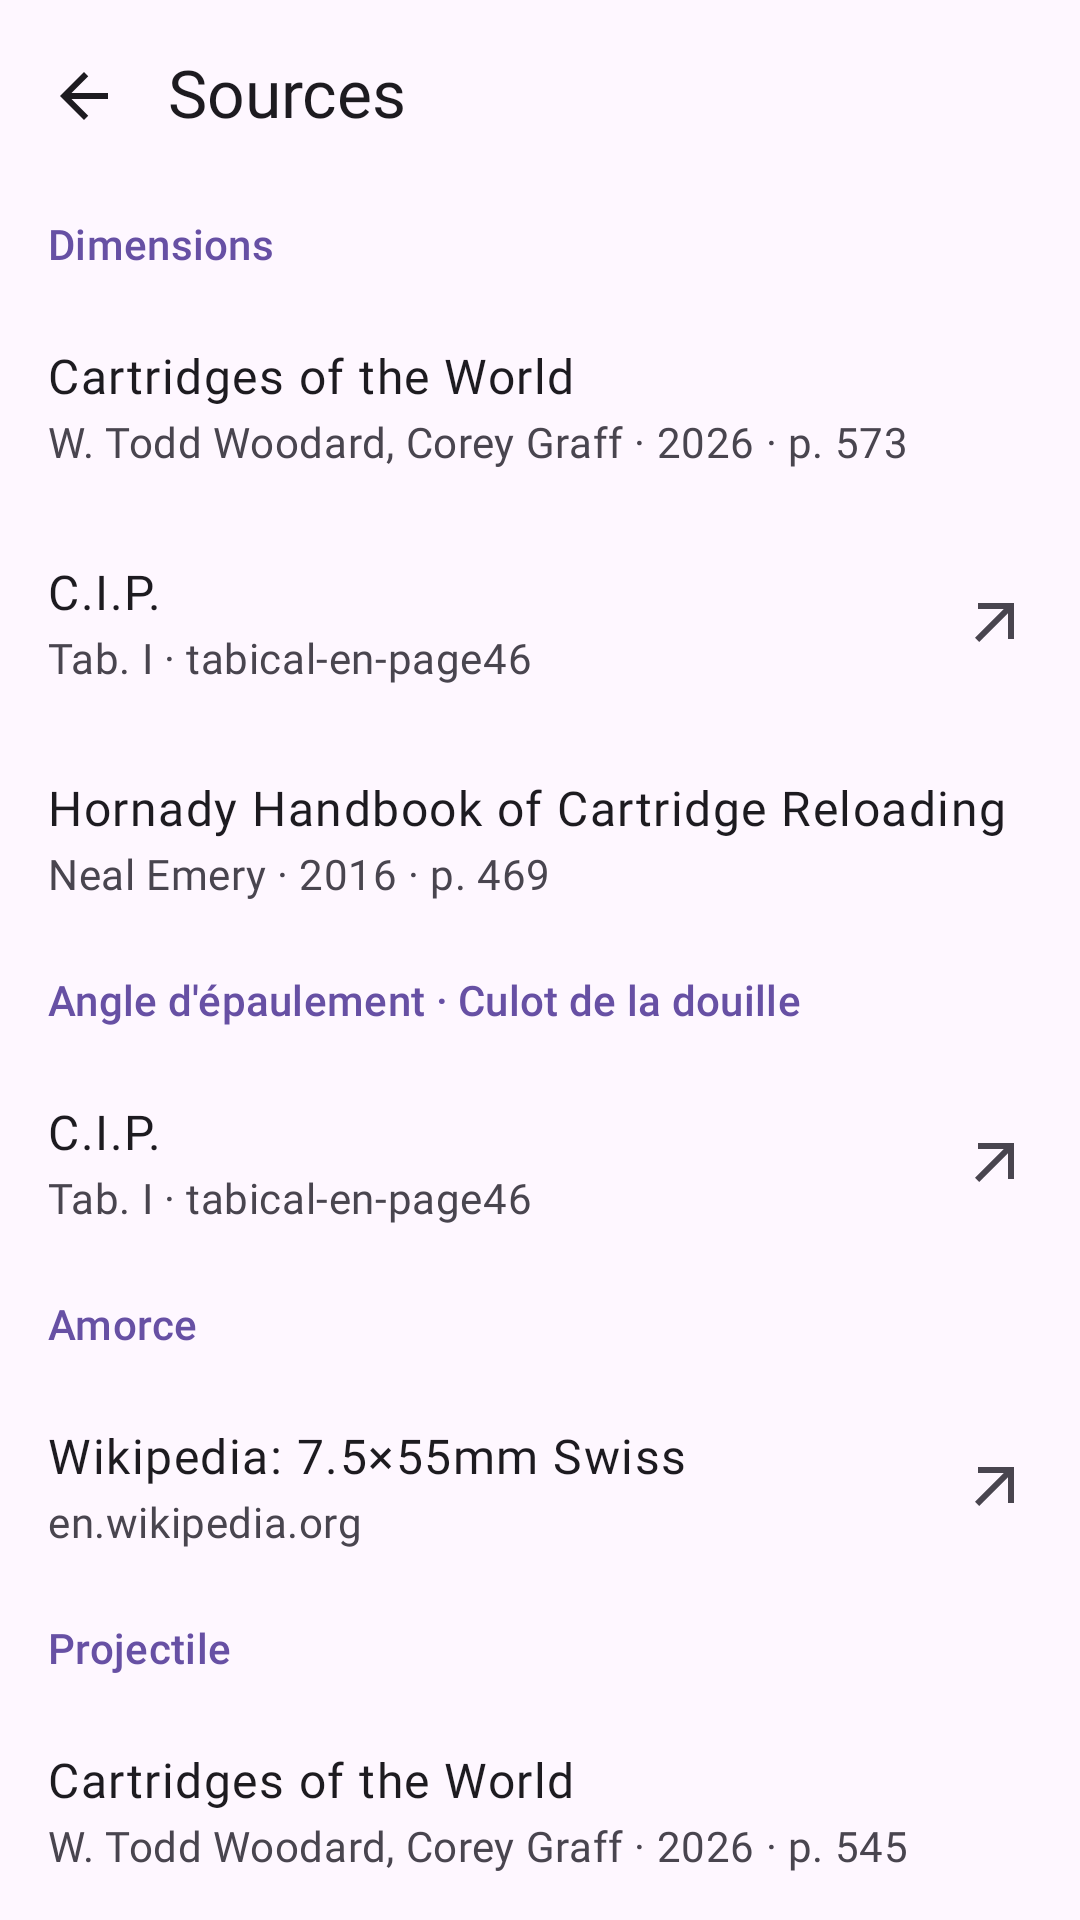 Sources
Dimensions
Cartridges of the World
W. Todd Woodard, Corey Graff · 2026 · p. 573
C.I.P.
Tab. I · tabical-en-page46
Hornady Handbook of Cartridge Reloading
Neal Emery · 2016 · p. 469
Angle d'épaulement · Culot de la douille
C.I.P.
Tab. I · tabical-en-page46
Amorce
Wikipedia: 7.5×55mm Swiss
en.wikipedia.org
Projectile
Cartridges of the World
W. Todd Woodard, Corey Graff · 2026 · p. 545